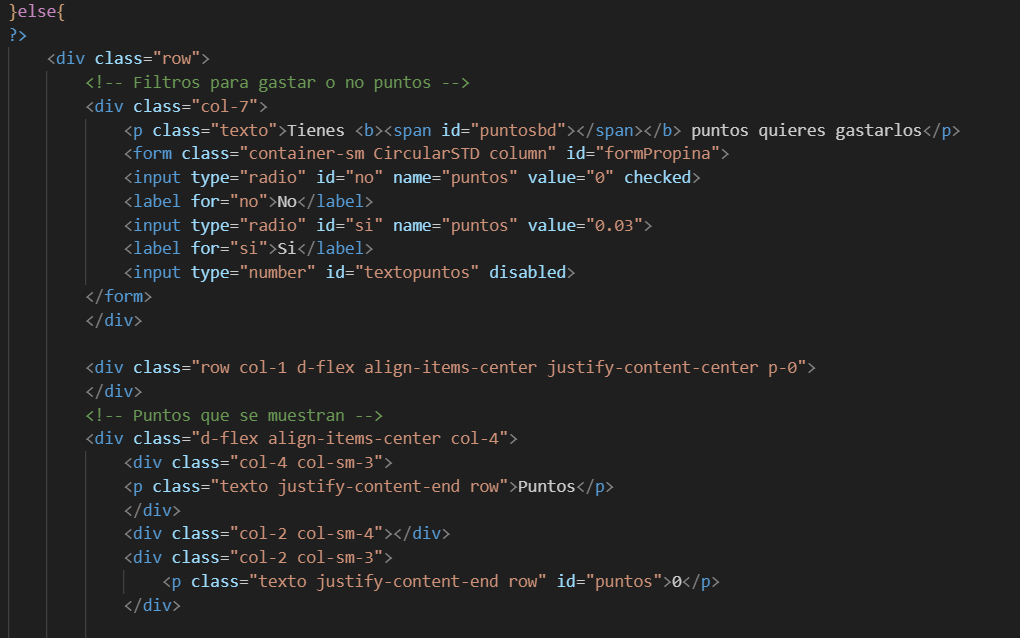 }else{
?>
<div class="row">
<!-- Filtros para gastar o no puntos -->
<div class="col-7">
<p class="texto">Tienes <b><span id="puntosbd"></span></b> puntos quieres gastarlos</p>
<form class="container-sm CircularSTD column" id="formPropina">
<input type="radio" id="no" name="puntos" value="0" checked>
<label for="no">No</label>
<input type="radio" id="si" name="puntos" value="0.03">
<label for="si">Si</label>
<input type="number" id="textopuntos" disabled>
</form>
</div>
<div class="row col-1 d-flex align-items-center justify-content-center p-0">
</div>
<!-- Puntos que se muestran -->
<div class="d-flex align-items-center col-4">
<div class="col-4 col-sm-3">
<p class="texto justify-content-end row">Puntos</p>
</div>
<div class="col-2 col-sm-4"></div>
<div class="col-2 col-sm-3">
<p class="texto justify-content-end row" id="puntos">0</p>
</div>